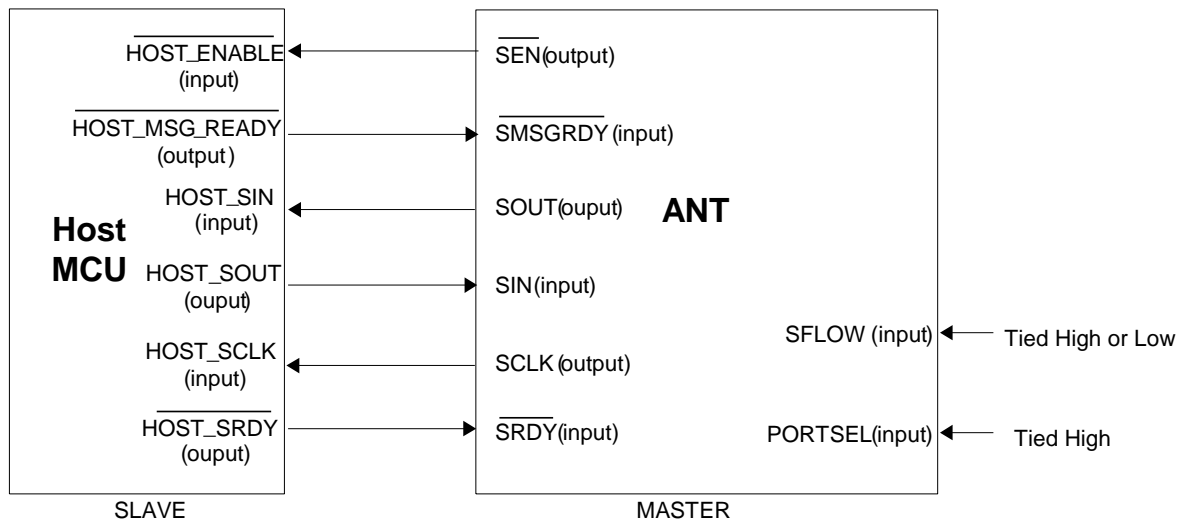 HOST_ENABLE
(input)
SEN(output)
HOST_MSG_READY
(output)
SMSGRDY (input)
HOST_SIN
(input)
SOUT(ouput)
ANT
Host
MCU
HOST_SOUT
(ouput)
SIN(input)
SFLOW (input)
Tied High or Low
HOST_SCLK
(input)
SCLK (output)
HOST_SRDY
(ouput)
SRDY(input)
PORTSEL(input)
Tied High
SLAVE
MASTER